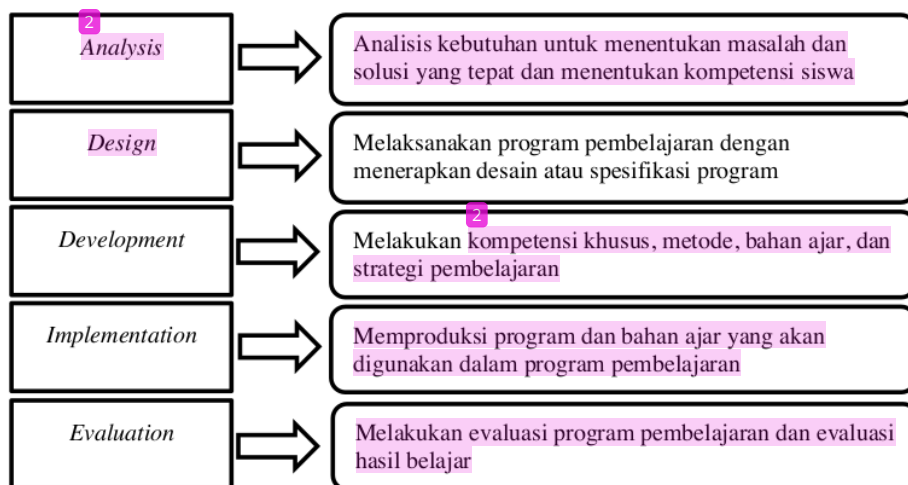 2
Analysis
Analisis kebutuhan untuk menentukan masalah dan
solusi yang tepat dan menentukan kompetensi siswa
Design
Melaksanakan program pembelajaran dengan
menerapkan desain atau spesifikasi program
2
Development
Melakukan kompetensi khusus, metode, bahan ajar, dan
strategi pembelajaran
Implementation
Memproduksi program dan bahan ajar yang akan
digunakan dalam program pembelajaran
Evaluation
Melakukan evaluasi program pembelajaran dan evaluasi
hasil belajar